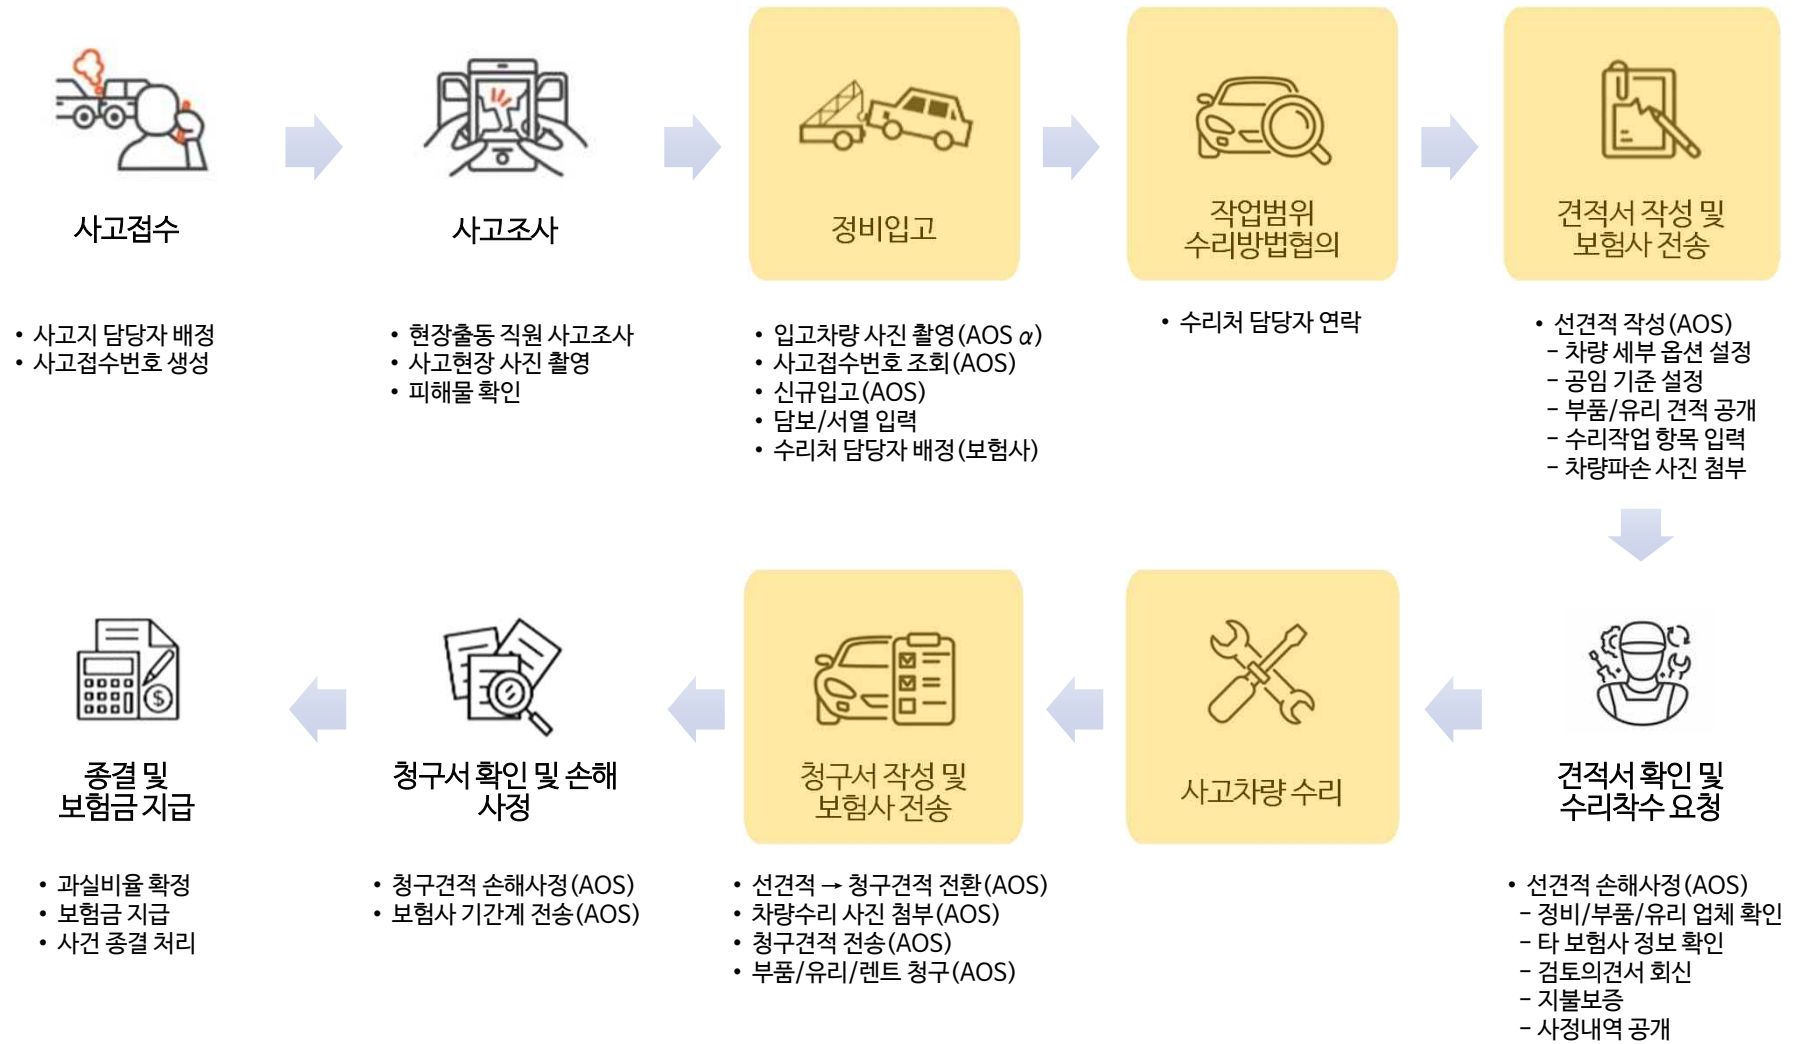 사고접수
• 사고지 담당자 배정
• 사고접수번호 생성
사고조사
• 현장출동 직원 사고조사
• 사고현장 사진 촬영
• 피해물 확인
정비입고
• 입고차량 사진 촬영(AOS α)
• 사고접수번호 조회(AOS)
• 신규입고(AOS)
• 담보/서열 입력
• 수리처 담당자 배정(보험사)
작업범위
수리방법협의
• 수리처 담당자 연락
견적서 작성 및
보험사 전송
• 선견적 작성(AOS)
- 차량 세부 옵션 설정
- 공임 기준 설정
- 부품/유리 견적 공개
- 수리작업 항목 입력
- 차량파손 사진 첨부
견적서 확인 및
수리착수 요청
• 선견적 손해사정(AOS)
- 정비/부품/유리 업체 확인
- 타 보험사 정보 확인
- 검토의견서 회신
- 지불보증
- 사정내역 공개
사고차량 수리
청구서 작성 및
보험사 전송
• 선견적 → 청구견적 전환(AOS)
• 차량수리 사진 첨부(AOS)
• 청구견적 전송(AOS)
• 부품/유리/렌트 청구(AOS)
청구서 확인 및 손해
사정
• 청구견적 손해사정(AOS)
• 보험사 기간계 전송(AOS)
$
종결 및
보험금 지급
• 과실비율 확정
• 보험금 지급
• 사건 종결 처리